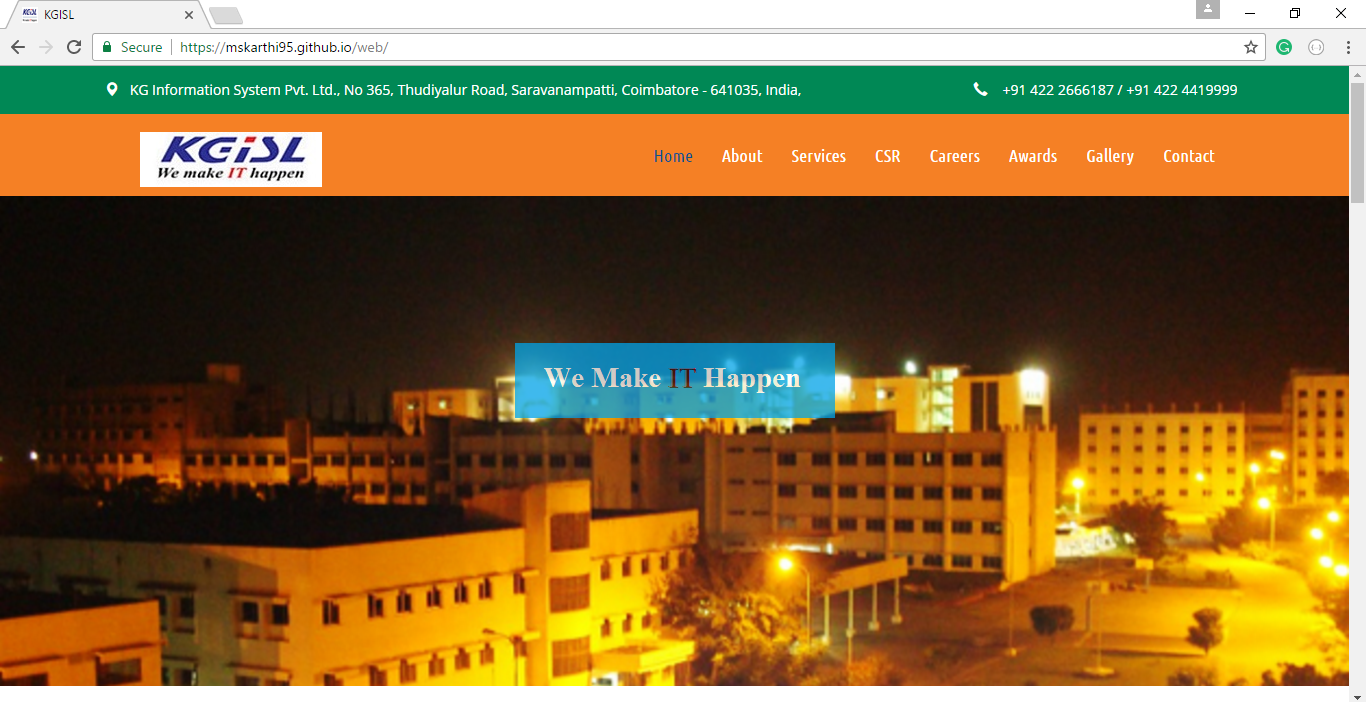 KGISL
Secure https://mskarthi95.github.io/web/
KG Information System Pvt. Ltd., No 365, Thudiyalur Road, Saravanampatti, Coimbatore - 641035, India, +91 422 2666187 / +91 422 4419999
KGiSL
We make IT happen
Home About Services CSR Careers Awards Gallery Contact
We Make IT Happen